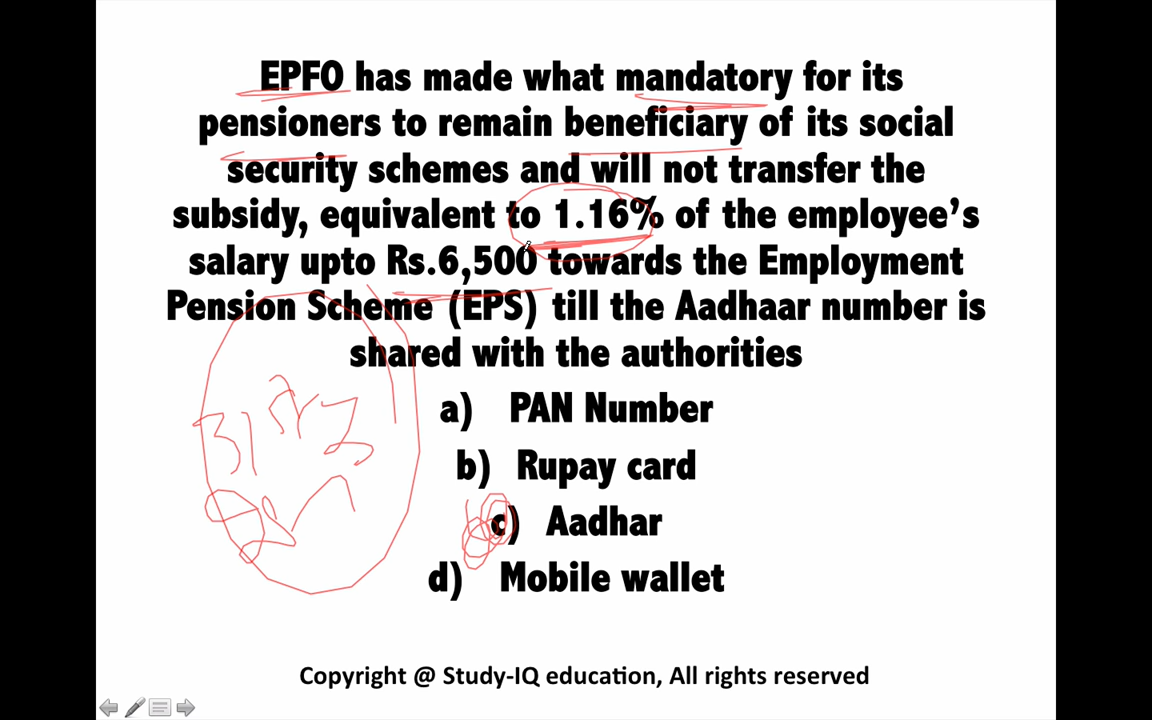 EPFO has made what mandatory for its
pensioners to remain beneficiary of its social
security schemes and will not transfer the
subsidy, equivalent to 1.16% of the employee’s
salary upto Rs.6,500 towards the Employment
Pension Scheme (EPS) till the Aadhaar number is
shared with the authorities
a) PAN Number
b) Rupay card
c) Aadhar
d) Mobile wallet
31
Copyright @ Study-IQ education, All rights reserved